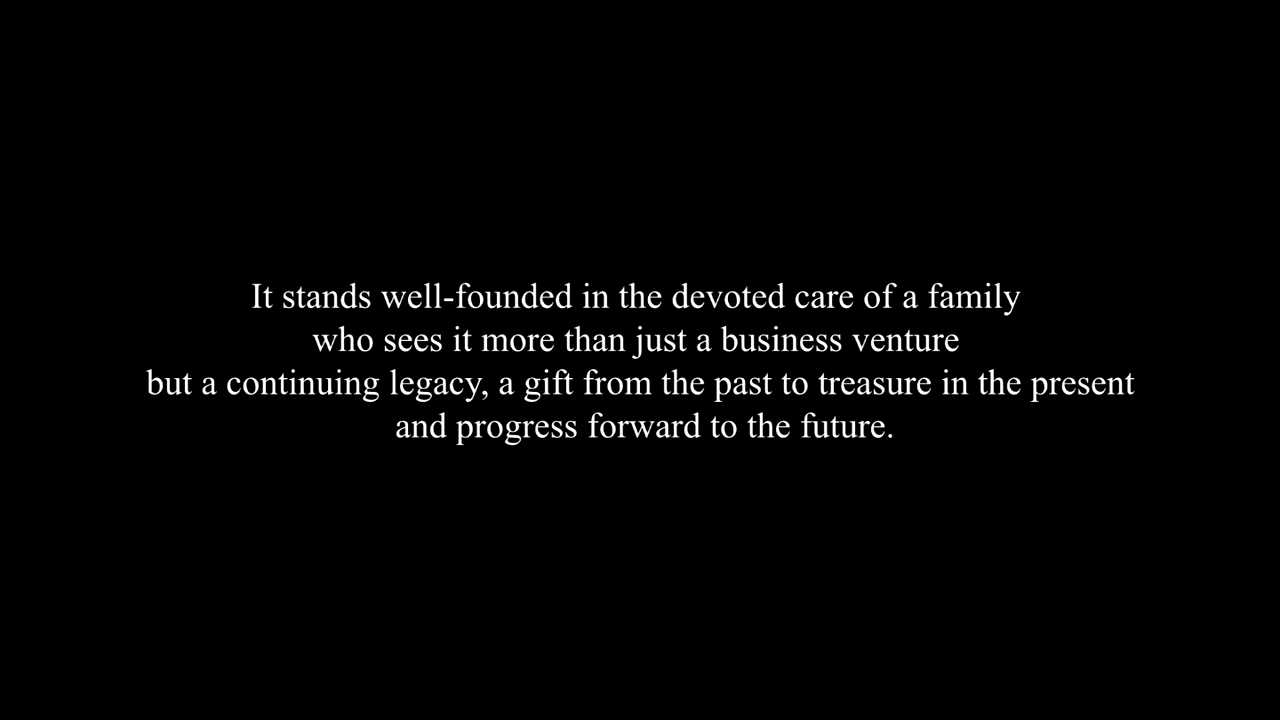 It stands well-founded in the devoted care of a family
who sees it more than just a business venture
but a continuing legacy, a gift from the past to treasure in the present
and progress forward to the future.